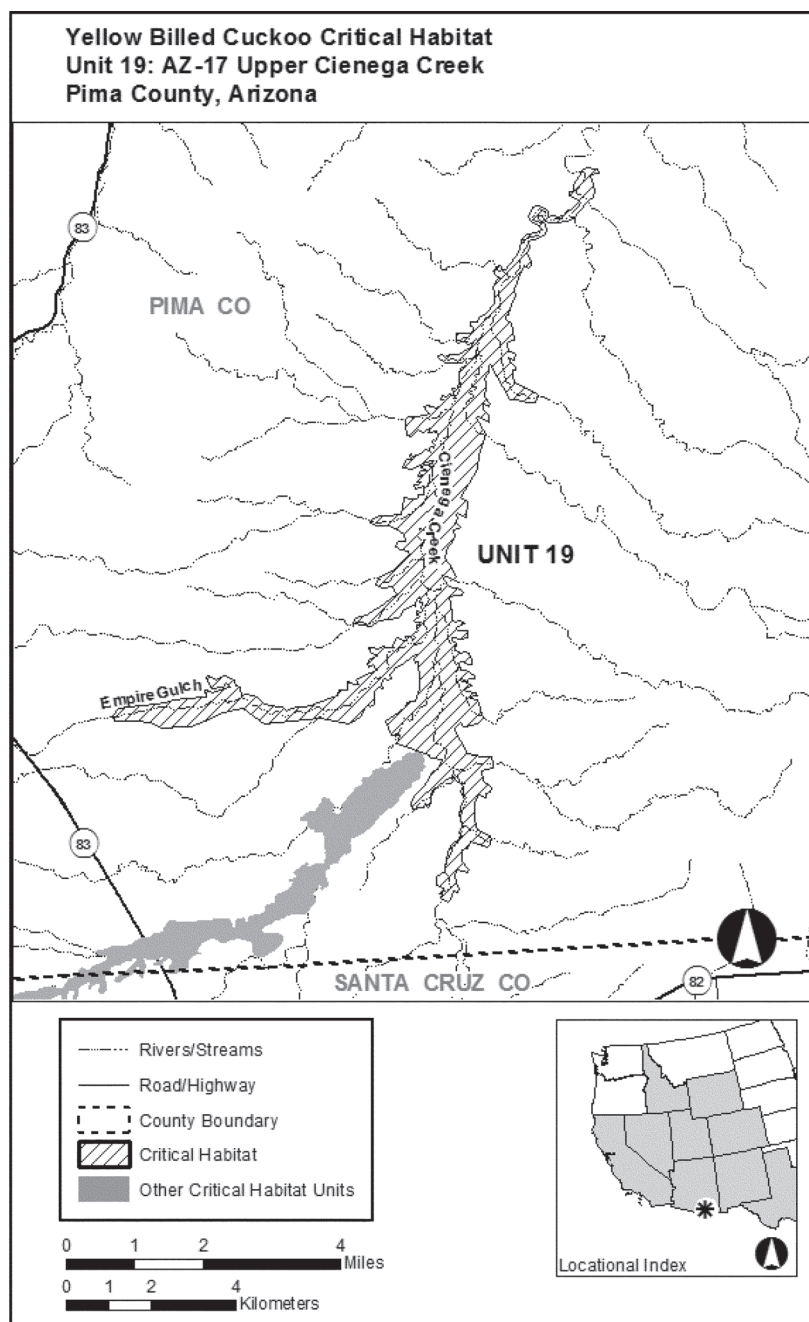 Yellow Billed Cuckoo Critical Habitat
Unit 19: AZ-17 Upper Cienega Creek
Pima County, Arizona
83
PIMA CO
Cienega Creek
UNIT 19
Empire Gulch
83
SANTA CRUZ CO
82
Rivers/Streams
Road/Highway
County Boundary
Critical Habitat
Other Critical Habitat Units
0 1 2 4
Miles
0 1 2 4
Kilometers
Locational Index